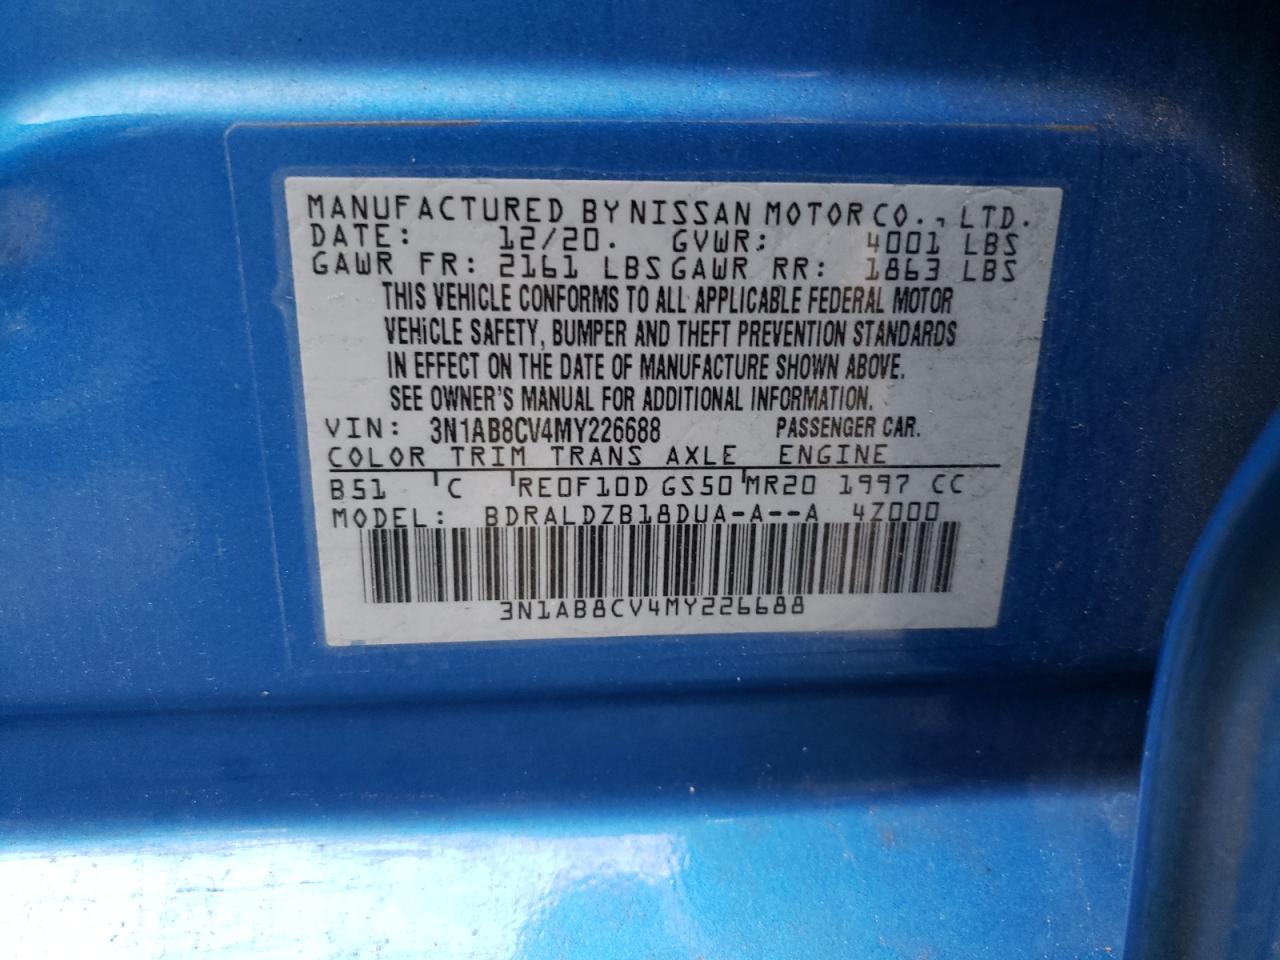 MANUFACTURED BY NISSAN MOTOR CO., LTD.
DATE: 12/20. GVWR: 4001 LBS
GAWR FR: 2161 LBS GAWR RR: 1863 LBS
THIS VEHICLE CONFORMS TO ALL APPLICABLE FEDERAL MOTOR
VEHICLE SAFETY, BUMPER AND THEFT PREVENTION STANDARDS
IN EFFECT ON THE DATE OF MANUFACTURE SHOWN ABOVE.
SEE OWNER'S MANUAL FOR ADDITIONAL INFORMATION.
VIN: 3N1AB8CV4MY226688 PASSENGER CAR.
COLOR TRIM TRANS AXLE ENGINE
B51 C RE0F10D GS50 MR20 1997 CC
MODEL: BDRALDZB18DUA-A--A 4Z000
3N1AB8CV4MY226688